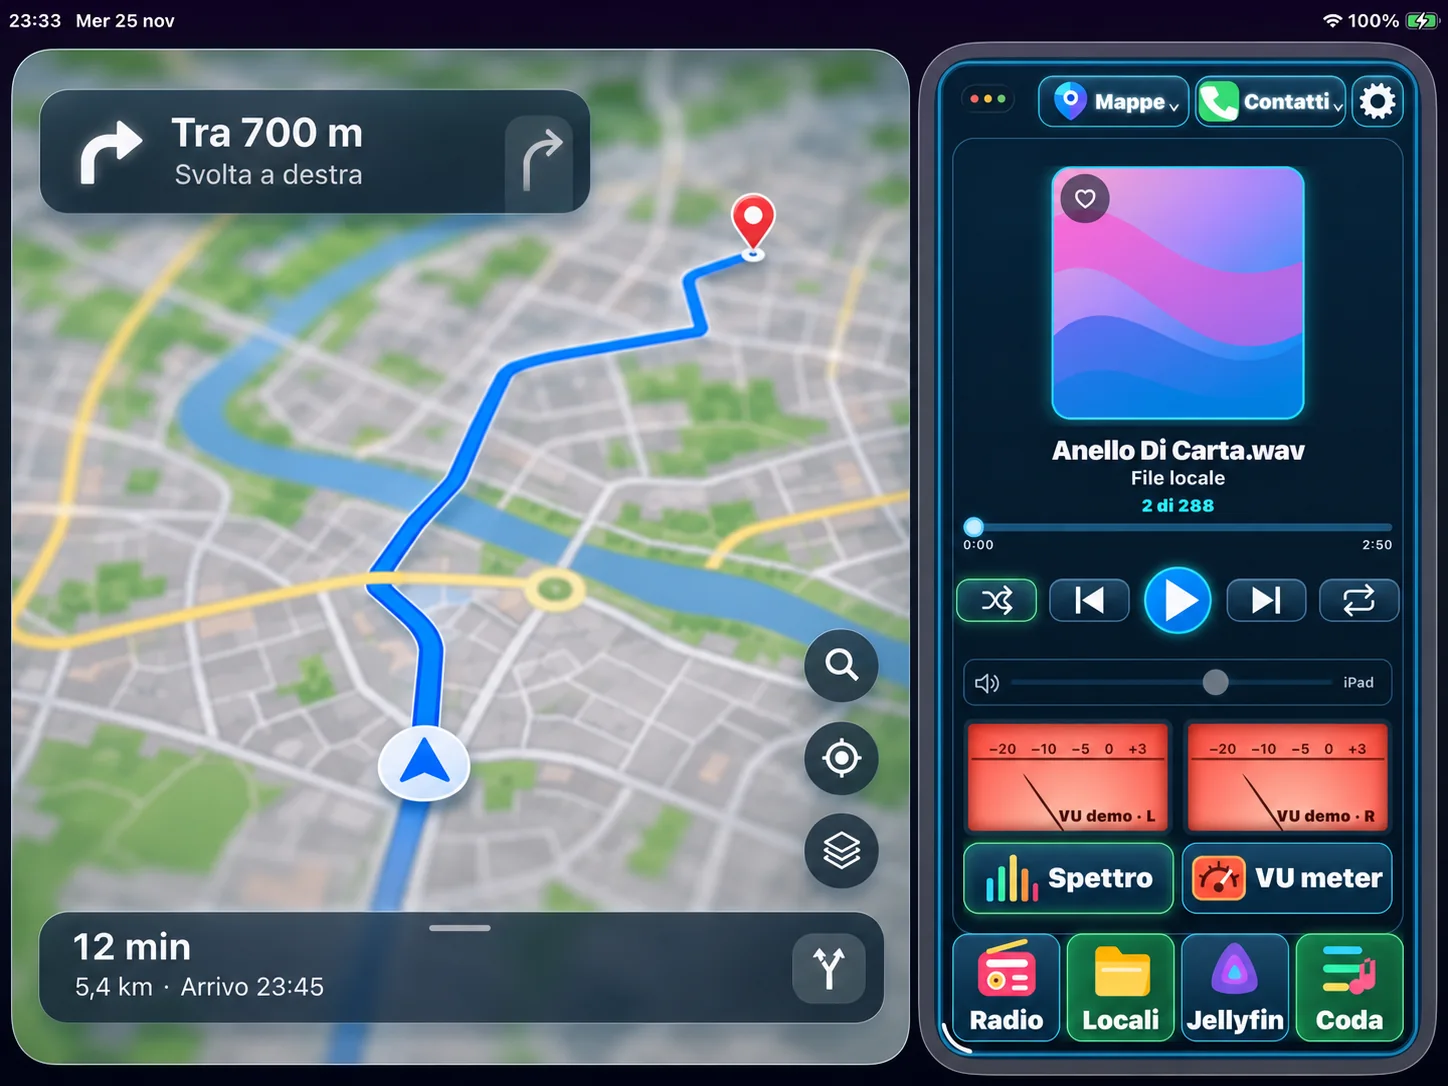 23:33 Mer 25 nov
100%
Tra 700 m
Svolta a destra
12 min
5,4 km · Arrivo 23:45
Mappe
Contatti
Anello Di Carta.wav
File locale
2 di 288
0:00
2:50
iPad
-20 -10 -5 0 +3
VU demo · L
-20 -10 -5 0 +3
VU demo · R
Spettro
VU meter
Radio
Locali
Jellyfin
Coda